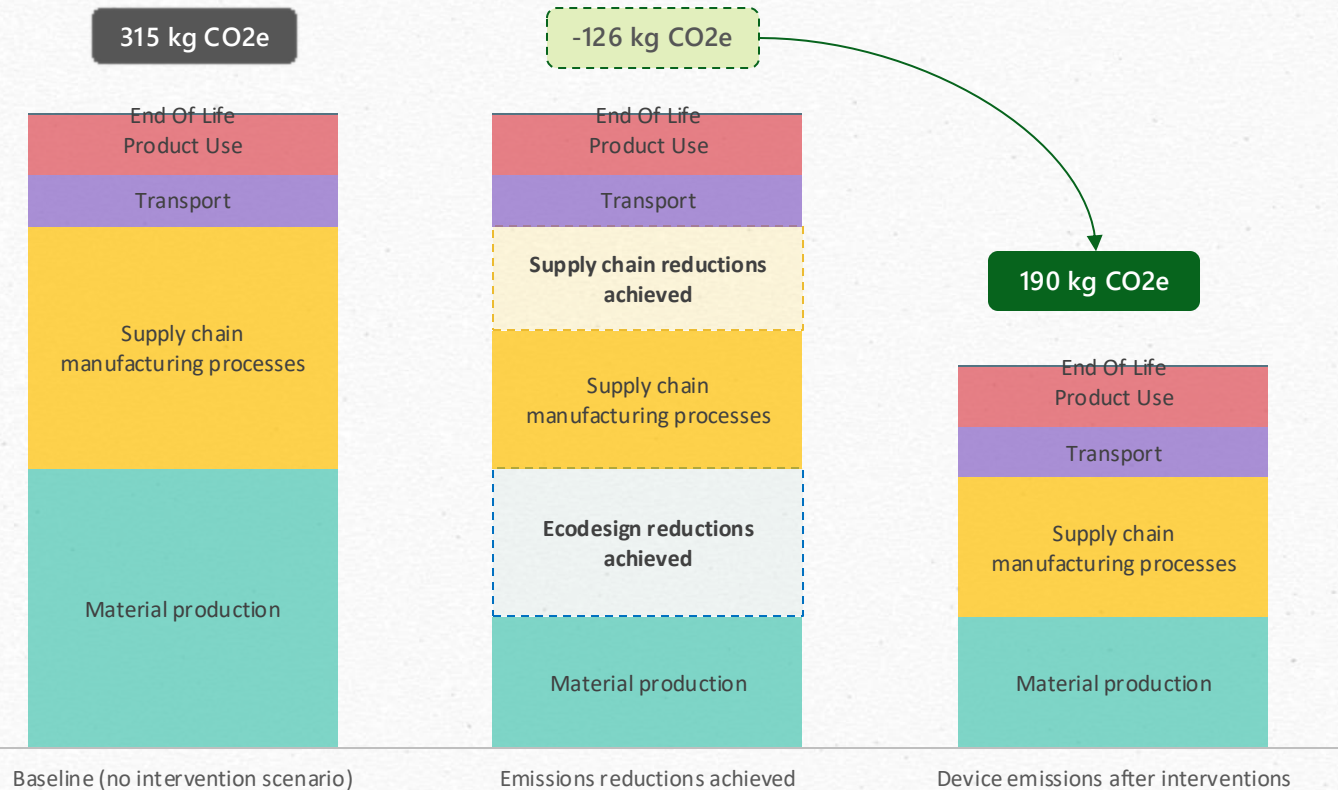 315 kg CO2e
End Of Life
Product Use
Transport
Supply chain
manufacturing processes
Material production
Baseline (no intervention scenario)
-126 kg CO2e
End Of Life
Product Use
Transport
Supply chain reductions
achieved
Supply chain
manufacturing processes
Ecodesign reductions
achieved
Material production
Emissions reductions achieved
190 kg CO2e
End Of Life
Product Use
Transport
Supply chain
manufacturing processes
Material production
Device emissions after interventions